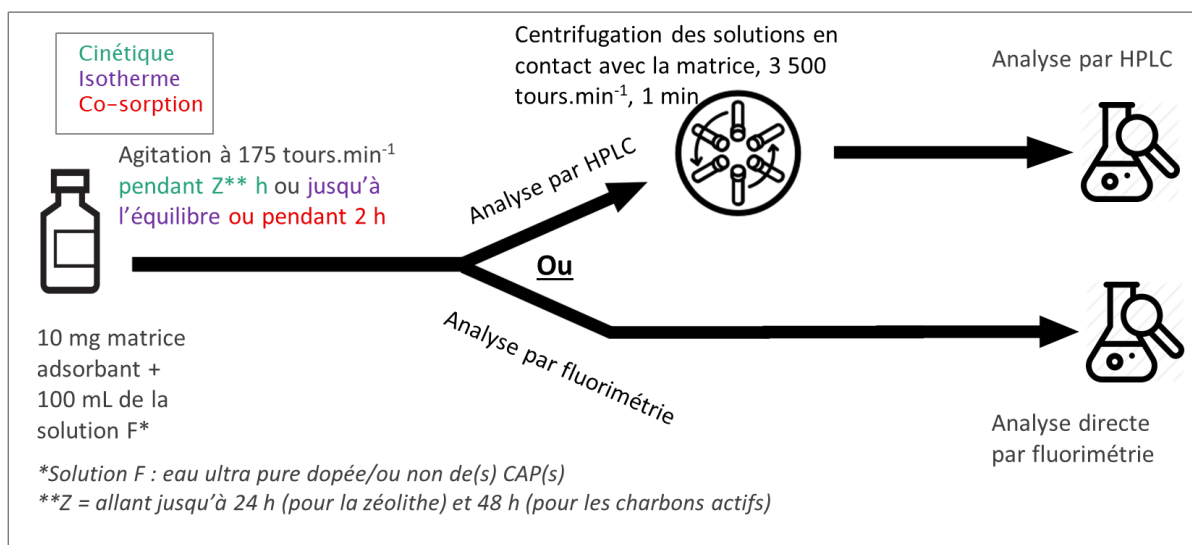 Cinétique
Isotherme
Co-sorption
Agitation à 175 tours.min-1
pendant Z** h ou jusqu'à
l'équilibre ou pendant 2 h
10 mg matrice
adsorbant +
100 mL de la
solution F*
Analyse par HPLC
Ou
Analyse par fluorimétrie
Centrifugation des solutions en
contact avec la matrice, 3 500
tours.min-1, 1 min
Analyse par HPLC
Analyse directe
par fluorimétrie
*Solution F : eau ultra pure dopée/ou non de(s) CAP(s)
**Z = allant jusqu'à 24 h (pour la zéolithe) et 48 h (pour les charbons actifs)